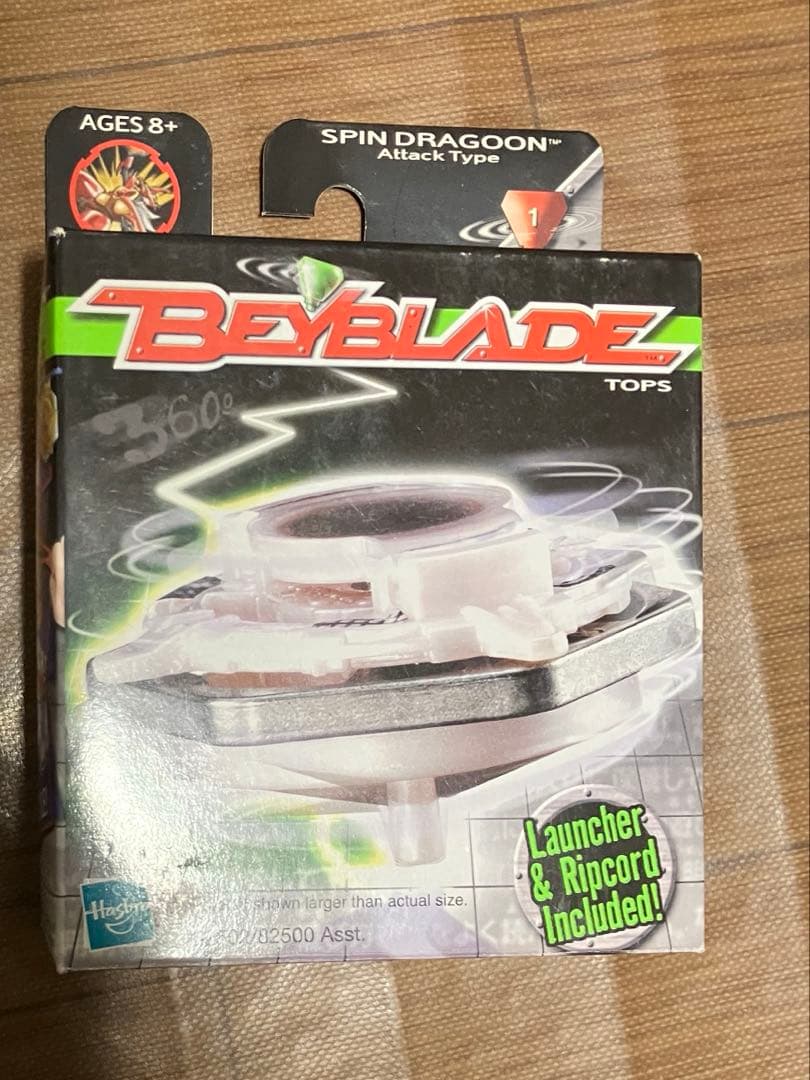 AGES 8+
SPIN DRAGOON™
Attack Type
1
BEYBLADE™
TOPS
360°
Launcher
& Ripcord
Included!
Hasbro
shown larger than actual size.
/82500 Asst.